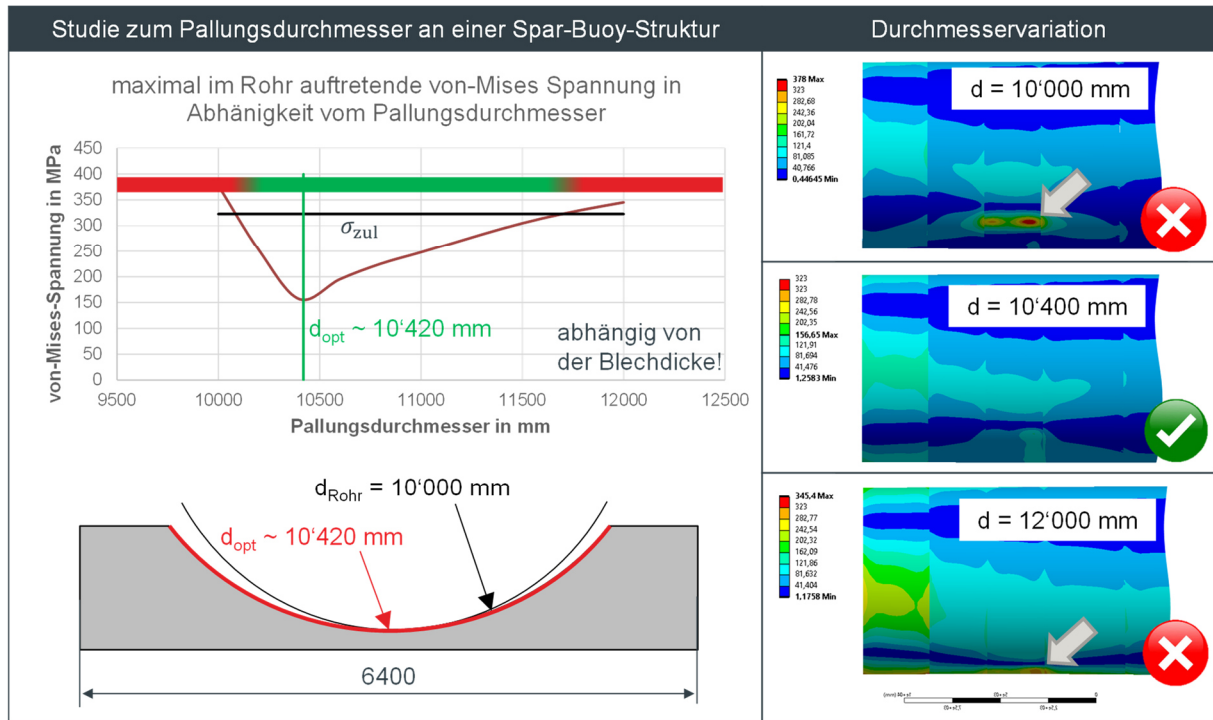 Studie zum Pallungsdurchmesser an einer Spar-Buoy-Struktur
maximal im Rohr auftretende von-Mises Spannung in
Abhänigkeit vom Pallungsdurchmesser
von-Mises-Spannung in MPa
450
400
350
300
250
200
150
100
50
0
σzul
dopt ~ 10‘420 mm
abhängig von
der Blechdicke!
9500 10000 10500 11000 11500 12000 12500
Pallungsdurchmesser in mm
dRohr = 10‘000 mm
dopt ~ 10‘420 mm
6400
Durchmesservariation
d = 10‘000 mm
378 Max
323
282,68
242,36
202,04
161,72
121,4
81,085
40,766
0,44645 Min
d = 10‘400 mm
323
323
282,78
242,56
202,35
156,65 Max
121,91
81,694
41,476
1,2583 Min
d = 12‘000 mm
345,4 Max
323
282,77
242,54
202,32
162,09
121,86
81,632
41,404
1,1758 Min